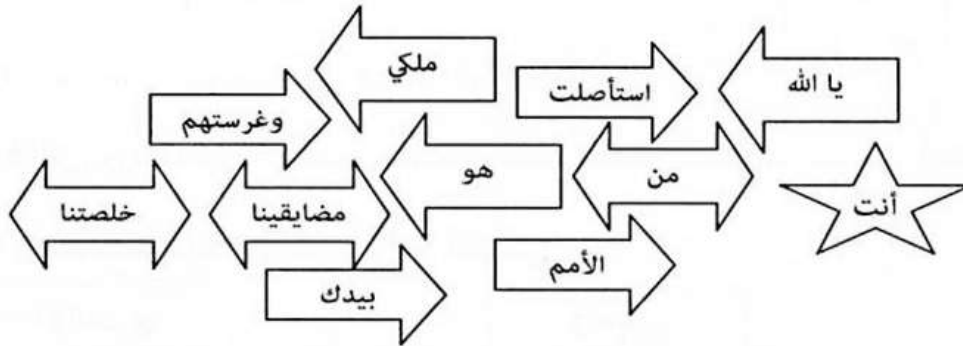 ملكي
يا الله
استأصلت
وغرستهم
هو
من
أنت
مضايقينا
خلصتنا
الأمم
بيدك